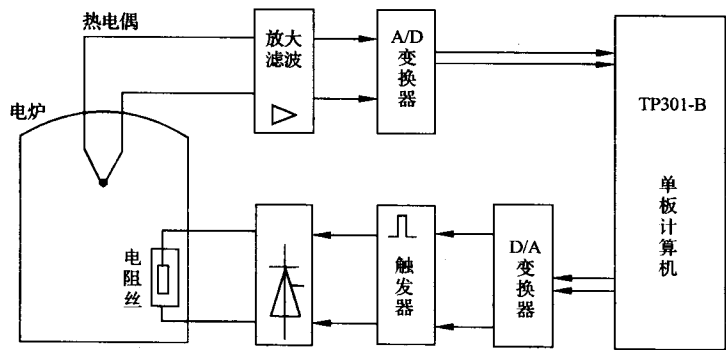 热电偶
放大
滤波
A/D
变
换
器
TP301-B
单
板
计
算
机
电炉
电
阻
丝
触
发
器
D/A
变
换
器